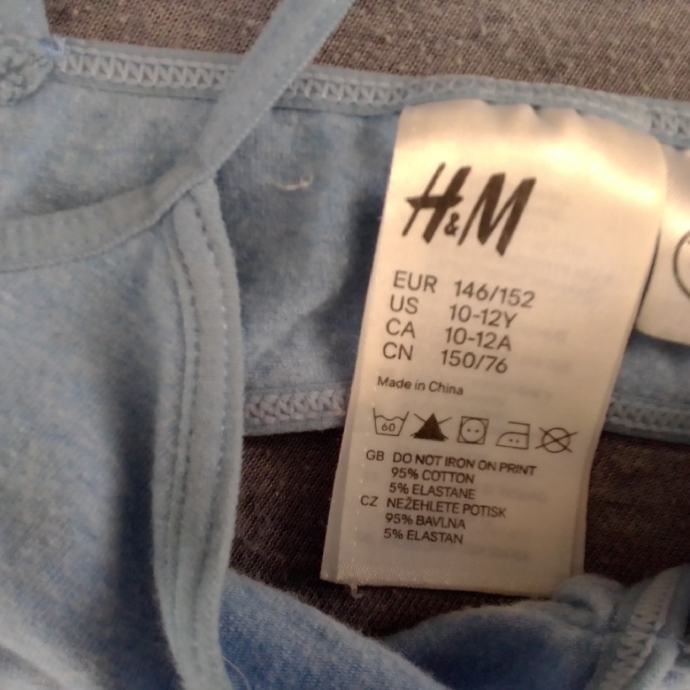 H&M
EUR 146/152
US 10-12Y
CA 10-12A
CN 150/76
Made in China
60
GB DO NOT IRON ON PRINT
95% COTTON
5% ELASTANE
CZ NEŽEHLETE POTISK
95% BAVLNA
5% ELASTAN